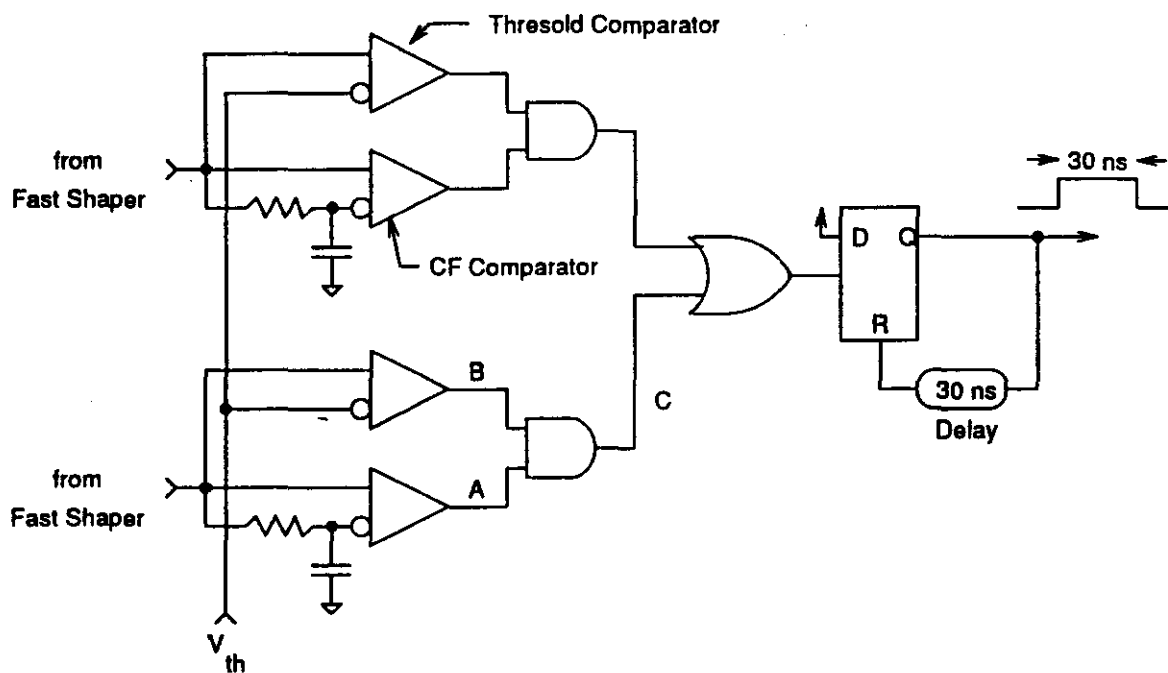 Thresold Comparator
from
Fast Shaper
CF Comparator
30 ns
D Q
R
30 ns
Delay
B
C
A
from
Fast Shaper
V th